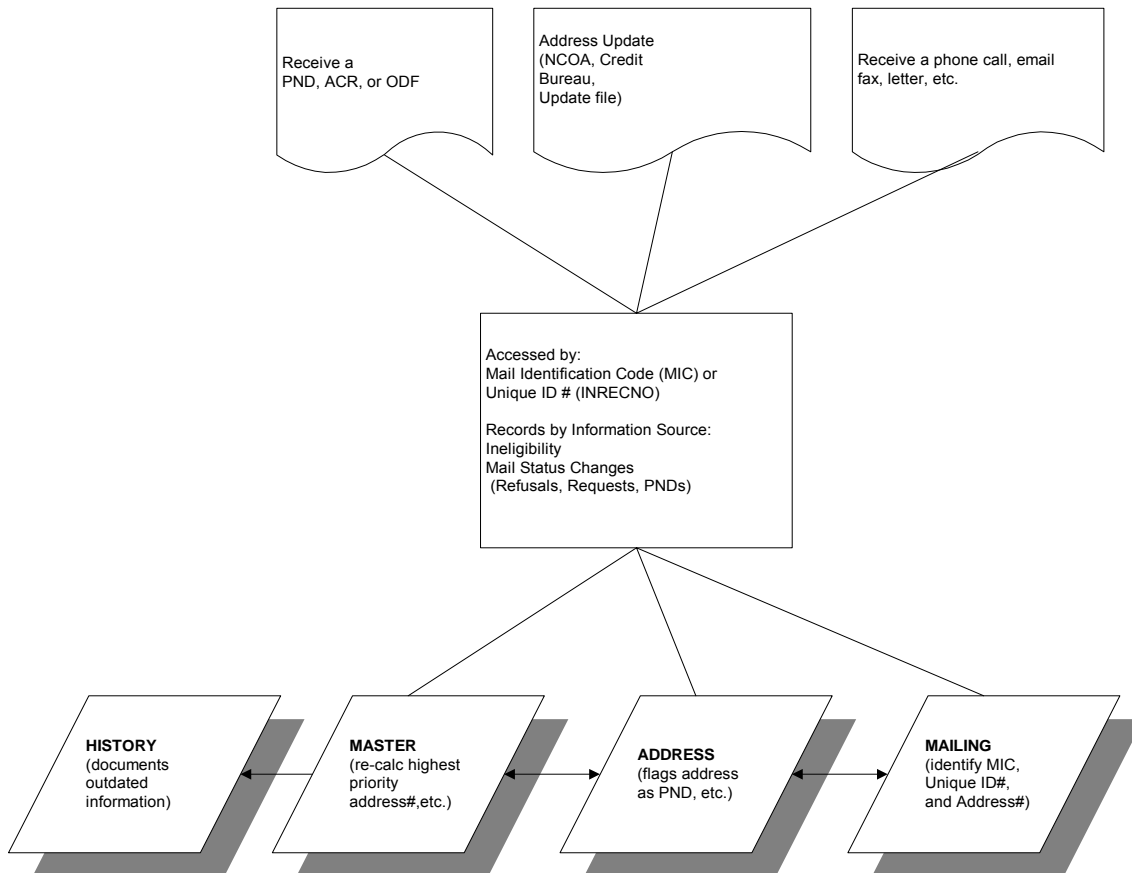 Receive a
PND, ACR, or ODF
Address Update
(NCOA, Credit
Bureau,
Update file)
Receive a phone call, email
fax, letter, etc.
Accessed by:
Mail Identification Code (MIC) or
Unique ID # (INRECNO)
Records by Information Source:
Ineligibility
Mail Status Changes
(Refusals, Requests, PNDs)
HISTORY
(documents
outdated
information)
MASTER
(re-calc highest
priority
address#,etc.)
ADDRESS
(flags address
as PND, etc.)
MAILING
(identify MIC,
Unique ID#,
and Address#)